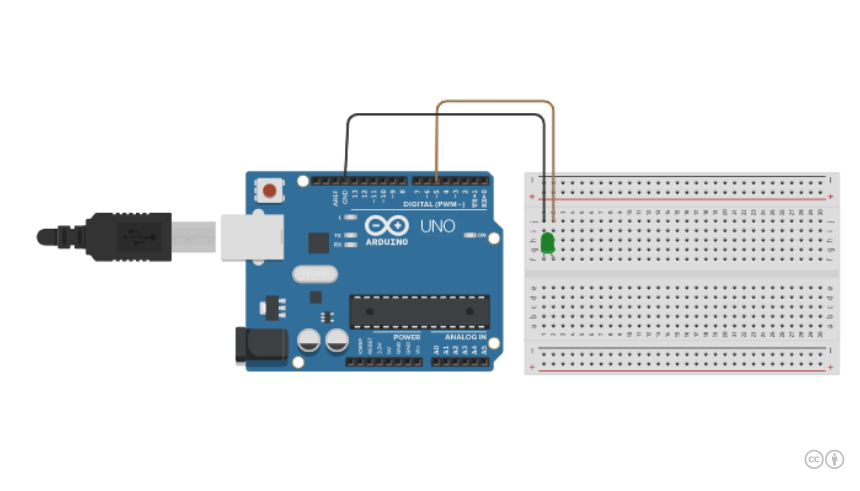 AREF
GND
13
12
~11
~10
~9
8
7
~6
~5
4
~3
2
TX→1
RX←0
DIGITAL (PWM~)
L
TX
RX
ARDUINO
UNO
ON
IOREF
RESET
3.3V
5V
GND
GND
Vin
POWER
ANALOG IN
A0
A1
A2
A3
A4
A5
j
i
h
g
f
e
d
c
b
a
cc